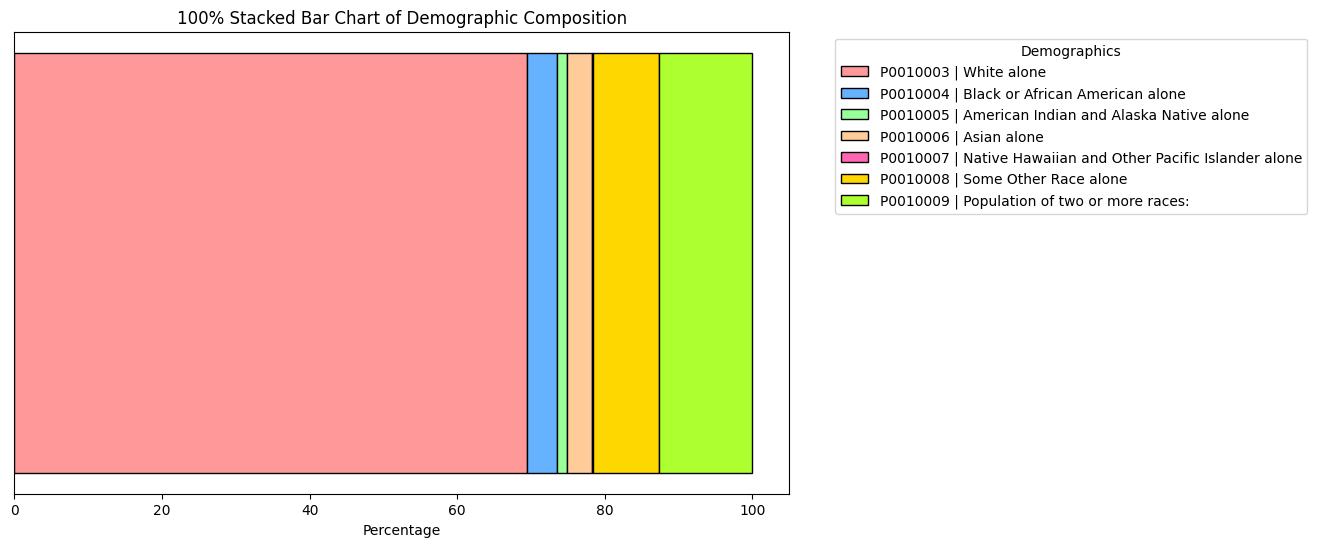 100% Stacked Bar Chart of Demographic Composition
Demographics
P0010003 | White alone
P0010004 | Black or African American alone
P0010005 | American Indian and Alaska Native alone
P0010006 | Asian alone
P0010007 | Native Hawaiian and Other Pacific Islander alone
P0010008 | Some Other Race alone
P0010009 | Population of two or more races:
0 20 40 60 80 100
Percentage